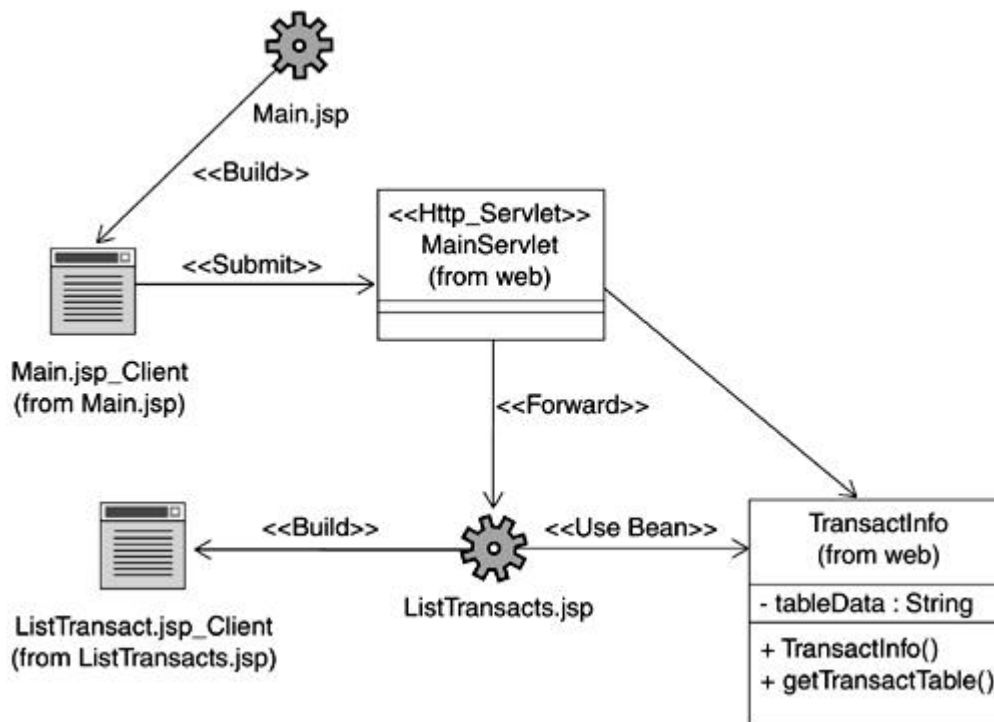 Main.jsp
<<Build>>
<<Http_Servlet>>
MainServlet
(from web)
<<Submit>>
Main.jsp_Client
(from Main.jsp)
<<Forward>>
<<Build>>
<<Use Bean>>
ListTransacts.jsp
ListTransact.jsp_Client
(from ListTransacts.jsp)
TransactInfo
(from web)
- tableData : String
+ TransactInfo()
+ getTransactTable()